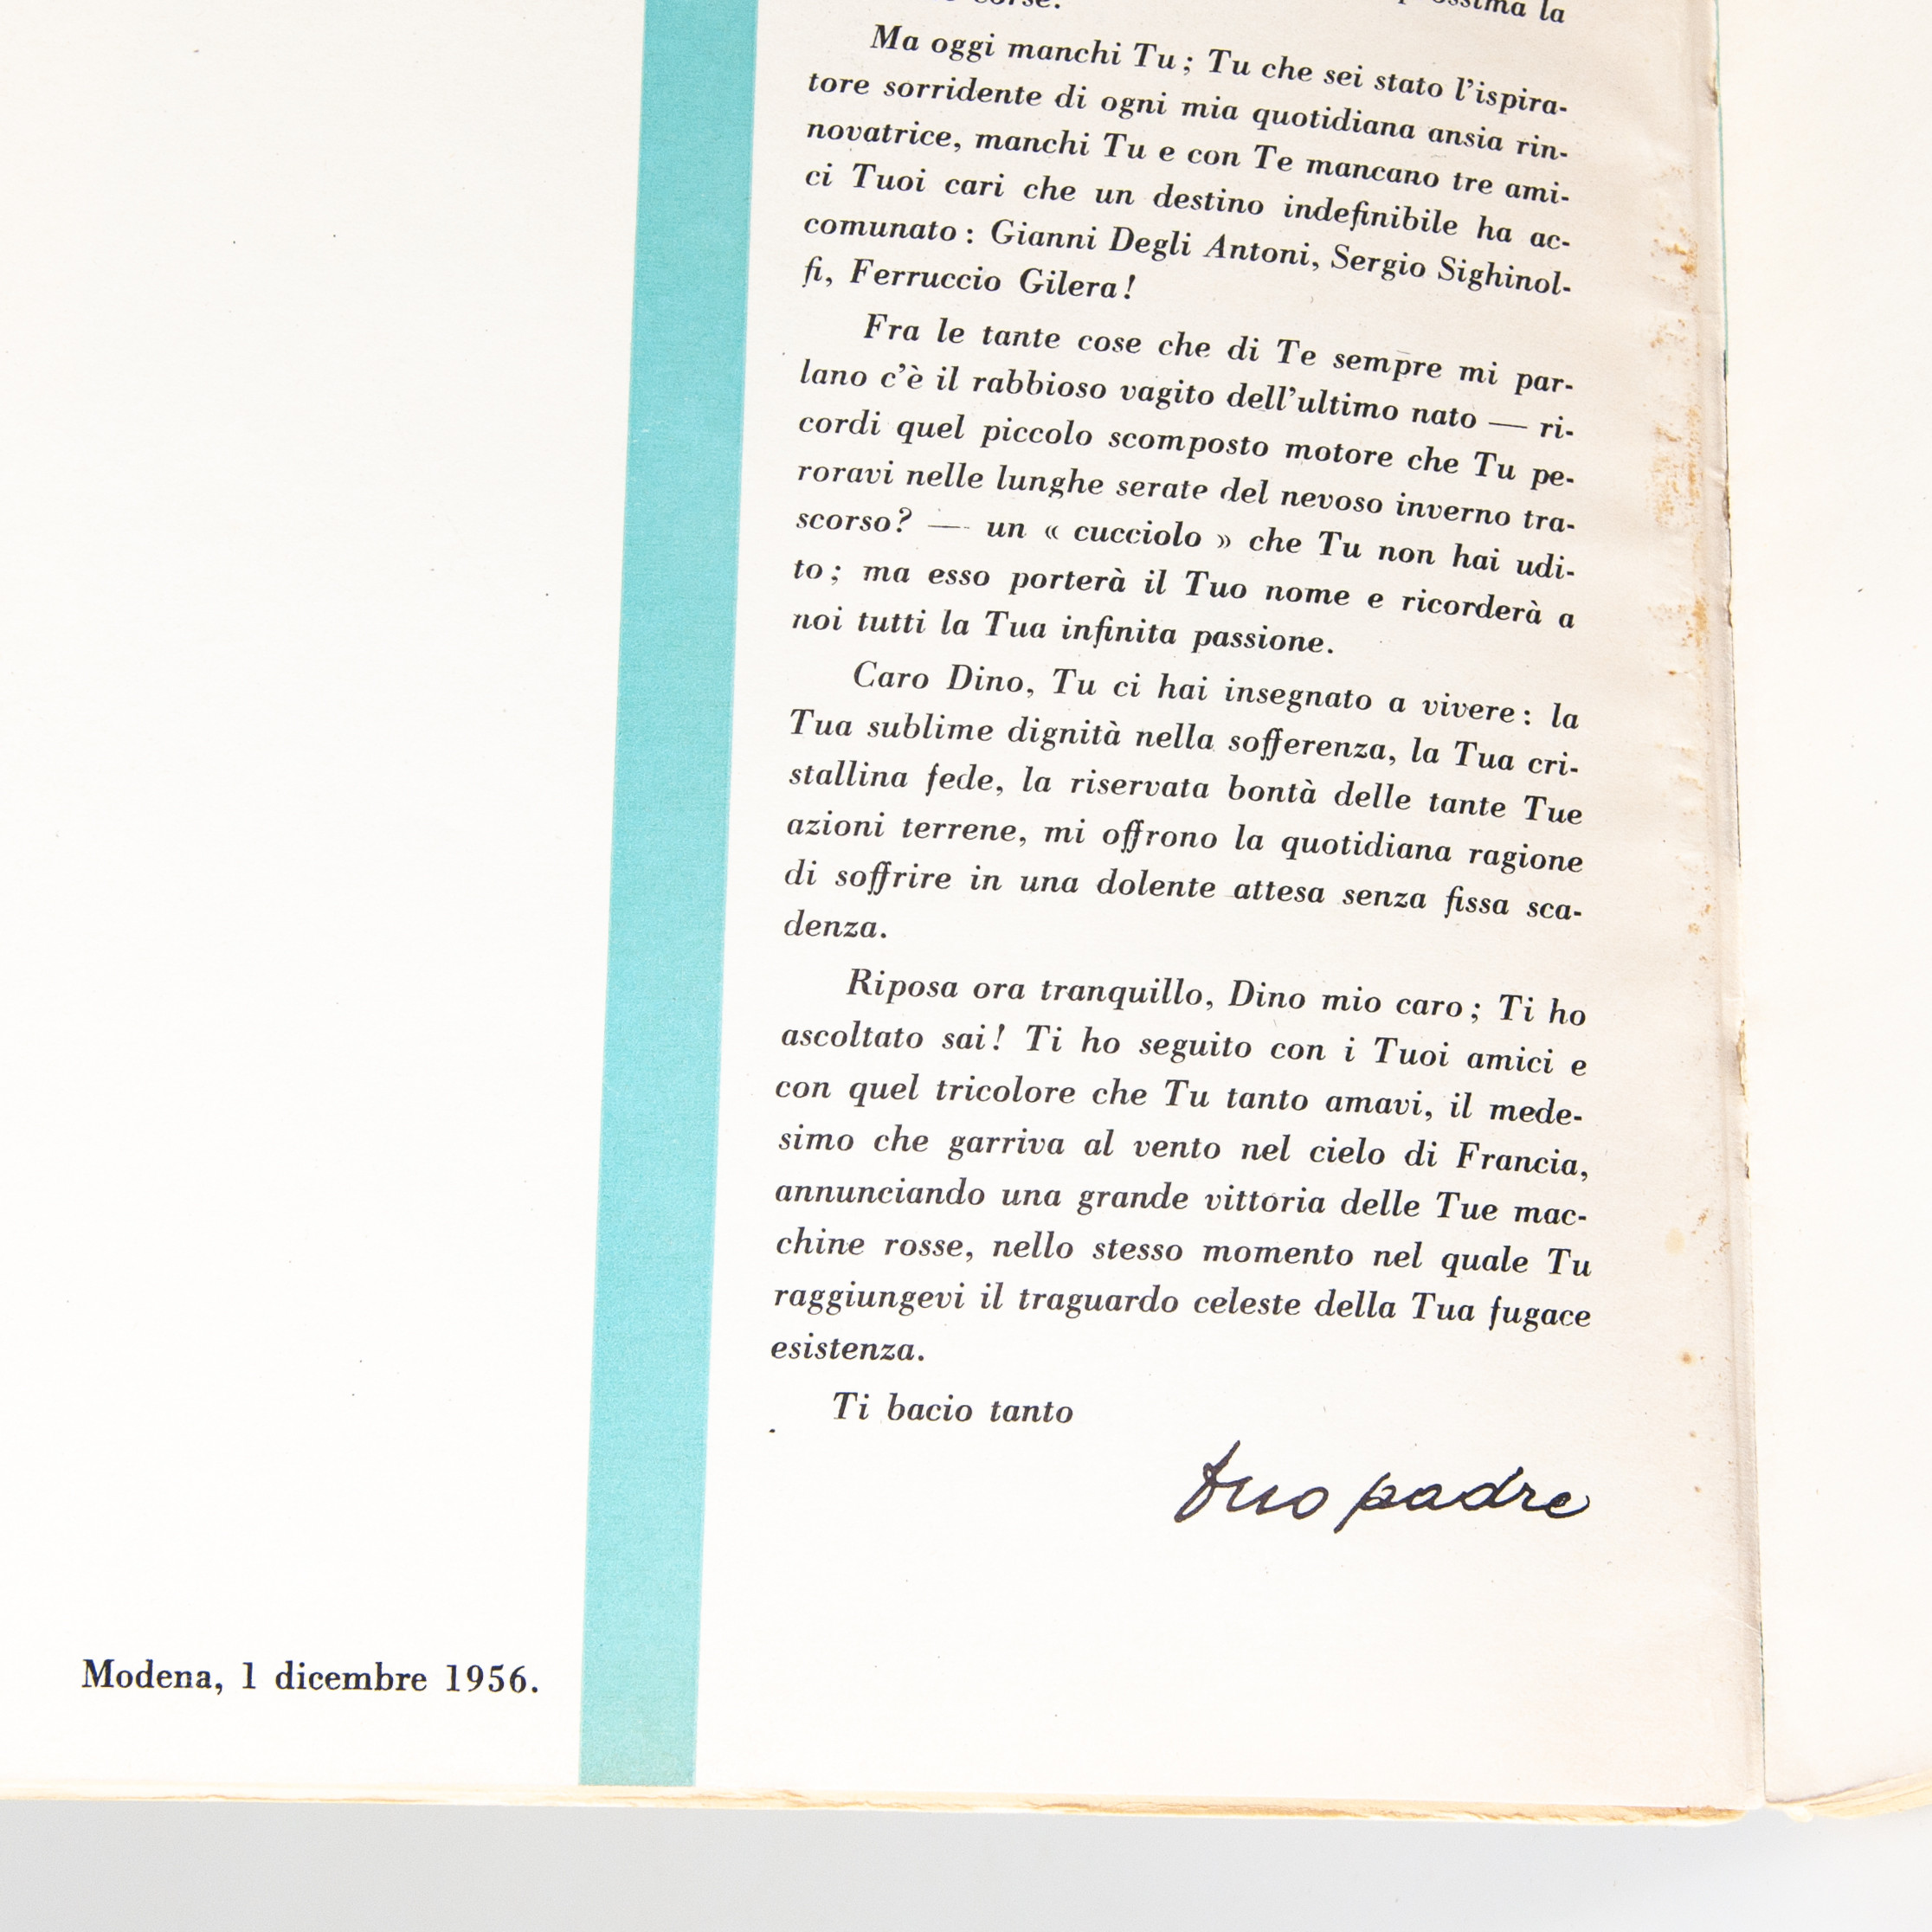 corse.
la
Ma oggi manchi Tu; Tu che sei stato l'ispira-
tore sorridente di ogni mia quotidiana ansia rin-
novatrice, manchi Tu e con Te mancano tre ami-
ci Tuoi cari che un destino indefinibile ha ac-
comunato: Gianni Degli Antoni, Sergio Sighinol-
fi, Ferruccio Gilera!
Fra le tante cose che di Te sempre mi par-
lano c'è il rabbioso vagito dell'ultimo nato — ri-
cordi quel piccolo scomposto motore che Tu pe-
roravi nelle lunghe serate del nevoso inverno tra-
scorso? — un « cucciolo » che Tu non hai udi-
to; ma esso porterà il Tuo nome e ricorderà a
noi tutti la Tua infinita passione.
Caro Dino, Tu ci hai insegnato a vivere: la
Tua sublime dignità nella sofferenza, la Tua cri-
stallina fede, la riservata bontà delle tante Tue
azioni terrene, mi offrono la quotidiana ragione
di soffrire in una dolente attesa senza fissa sca-
denza.
Riposa ora tranquillo, Dino mio caro; Ti ho
ascoltato sai! Ti ho seguito con i Tuoi amici e
con quel tricolore che Tu tanto amavi, il mede-
simo che garriva al vento nel cielo di Francia,
annunciando una grande vittoria delle Tue mac-
chine rosse, nello stesso momento nel quale Tu
raggiungevi il traguardo celeste della Tua fugace
esistenza.
Ti bacio tanto
tuo padre
Modena, 1 dicembre 1956.